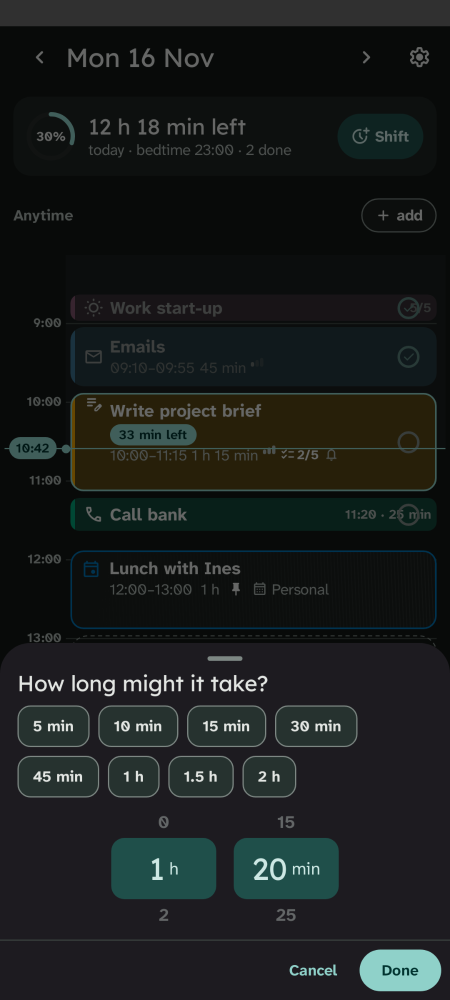 Mon 16 Nov
30%
12 h 18 min left
today · bedtime 23:00 · 2 done
Shift
Anytime
+ add
Work start-up
5/5
9:00
Emails
09:10–09:55 45 min
10:00
Write project brief
33 min left
10:42
10:00–11:15 1 h 15 min 2/5
11:00
Call bank
11:20 · 25 min
12:00
Lunch with Ines
12:00–13:00 1 h Personal
13:00
How long might it take?
5 min 10 min 15 min 30 min
45 min 1 h 1.5 h 2 h
0 15
1 h 20 min
2 25
Cancel Done